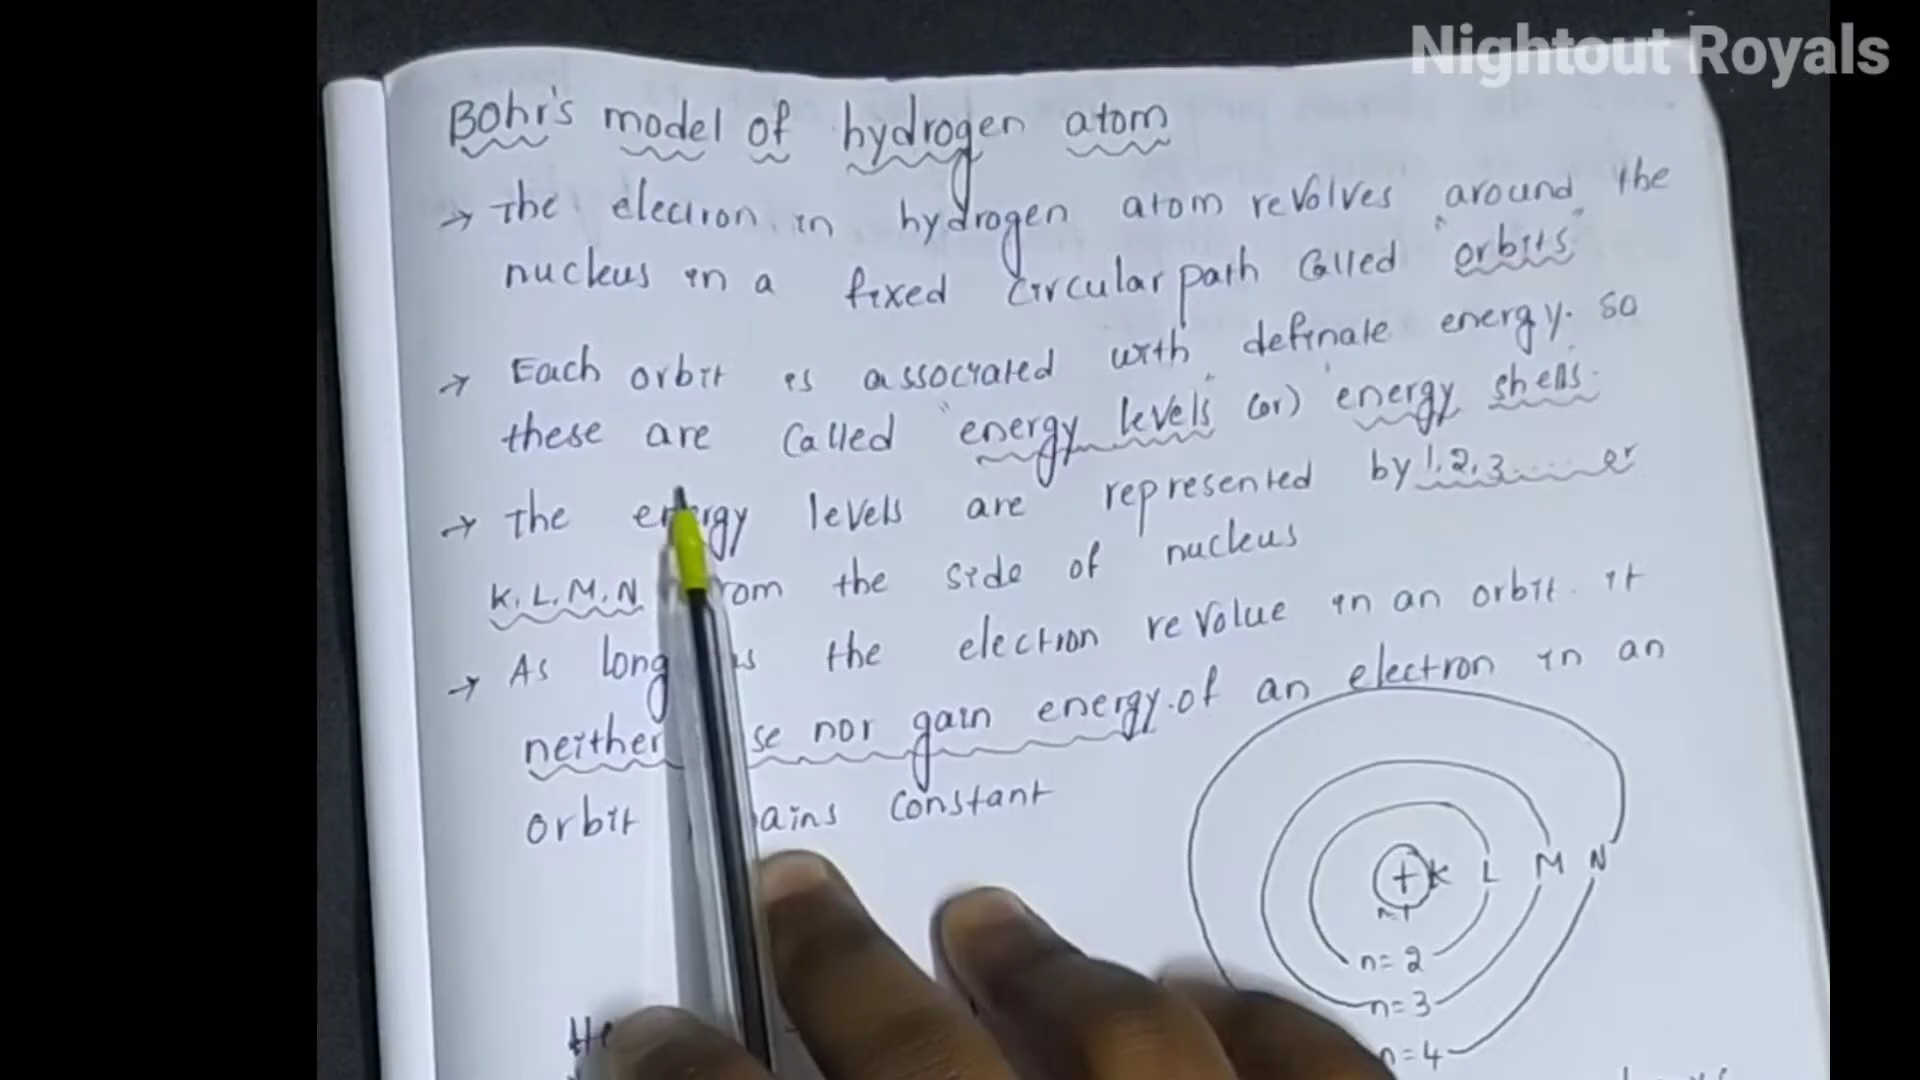 Nightout Royals
Bohr's model of hydrogen atom
→ The electron in hydrogen atom revolves around the
nucleus in a fixed circular path called "orbits"
→ Each orbit is associated with definate energy. so
these are called "energy levels" (or) energy shells.
→ The energy levels are represented by 1.2.3...... or
K.L.M.N from the side of nucleus
→ As long as the electron revolue in an orbit. it
neither se nor gain energy. of an electron in an
orbit ains constant
+ K L M N
n=1
n=2
n=3
n=4